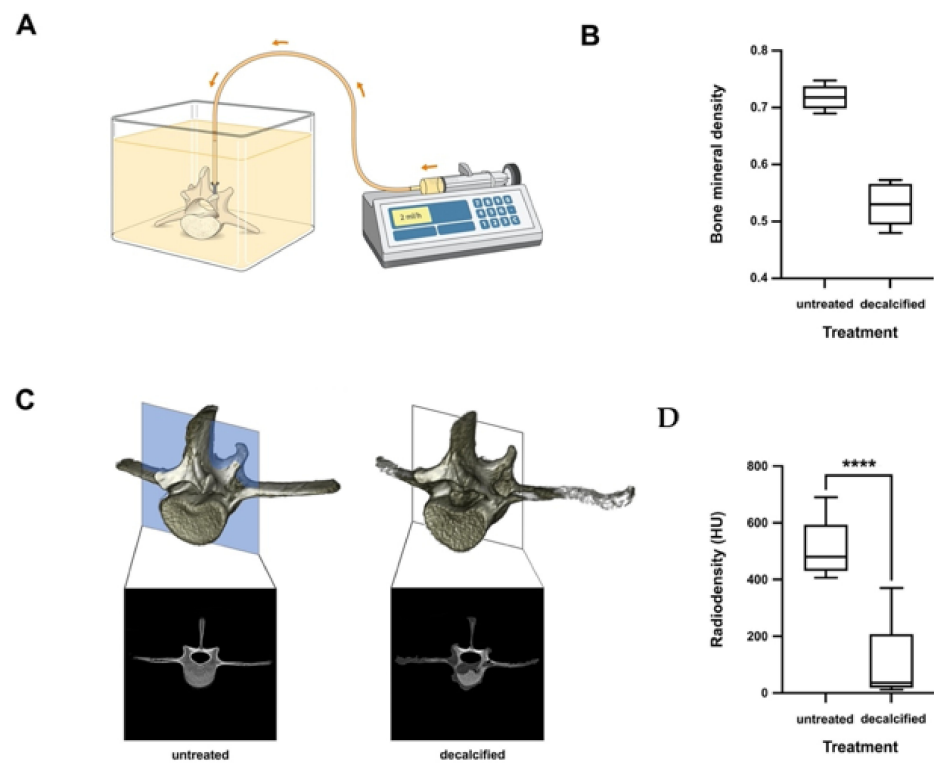 A
2 ml/h
B
Bone mineral density
0.8
0.7
0.6
0.5
0.4
untreated decalcified
Treatment
C
untreated
decalcified
D
Radiodensity (HU)
800
600
400
200
0
****
untreated decalcified
Treatment